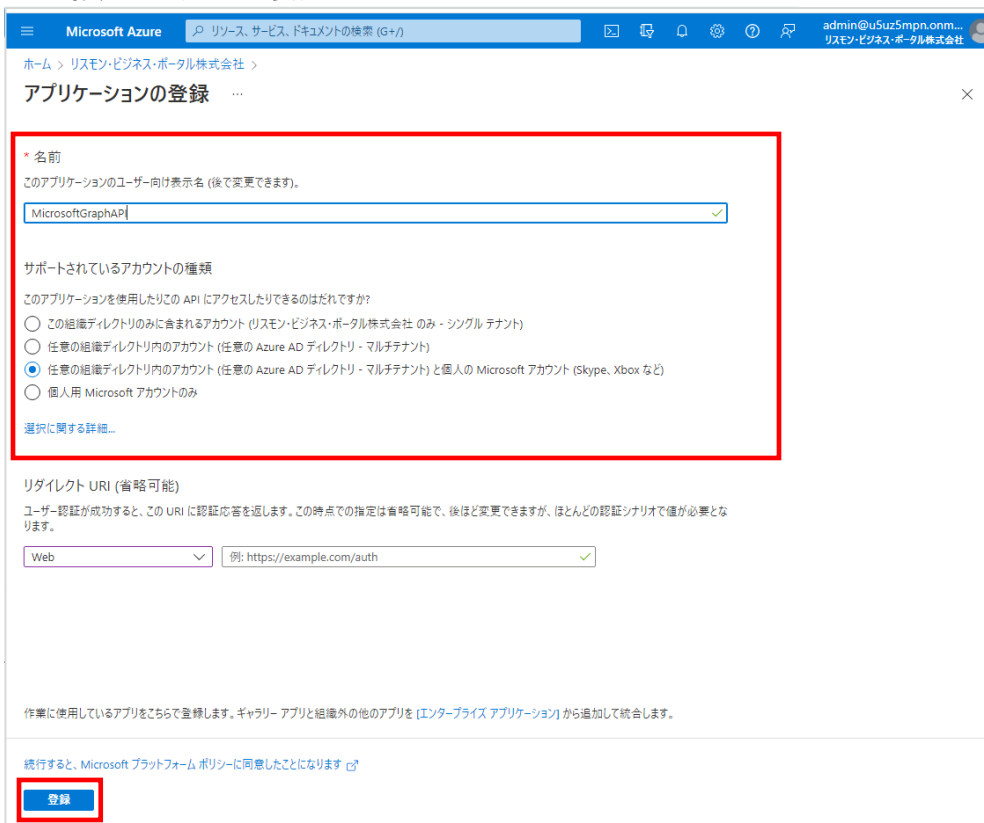 Microsoft Azure
リソース、サービス、ドキュメントの検索 (G+/)
admin@u5uz5mpn.onm...
リスモン・ビジネス・ポータル株式会社
ホーム > リスモン・ビジネス・ポータル株式会社 >
アプリケーションの登録 ...
* 名前
このアプリケーションのユーザー向け表示名 (後で変更できます)。
MicrosoftGraphAPI
サポートされているアカウントの種類
このアプリケーションを使用したりこの API にアクセスしたりできるのはだれですか?
この組織ディレクトリのみに含まれるアカウント (リスモン・ビジネス・ポータル株式会社 のみ - シングル テナント)
任意の組織ディレクトリ内のアカウント (任意の Azure AD ディレクトリ - マルチテナント)
任意の組織ディレクトリ内のアカウント (任意の Azure AD ディレクトリ - マルチテナント) と個人の Microsoft アカウント (Skype、Xbox など)
個人用 Microsoft アカウントのみ
選択に関する詳細...
リダイレクト URI (省略可能)
ユーザー認証が成功すると、この URI に認証応答を返します。この時点での指定は省略可能で、後ほど変更できますが、ほとんどの認証シナリオで値が必要とな
ります。
Web
例: https://example.com/auth
作業に使用しているアプリをこちらで登録します。ギャラリー アプリと組織外の他のアプリを [エンタープライズ アプリケーション] から追加して統合します。
続行すると、Microsoft プラットフォーム ポリシーに同意したことになります
登録